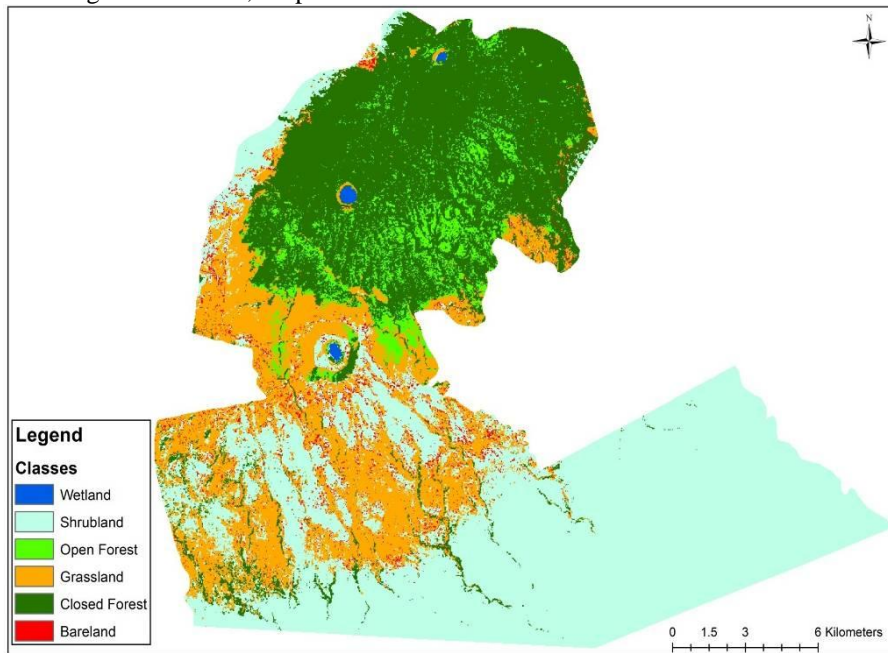 N
Legend
Classes
Wetland
Shrubland
Open Forest
Grassland
Closed Forest
Bareland
0 1.5 3 6 Kilometers